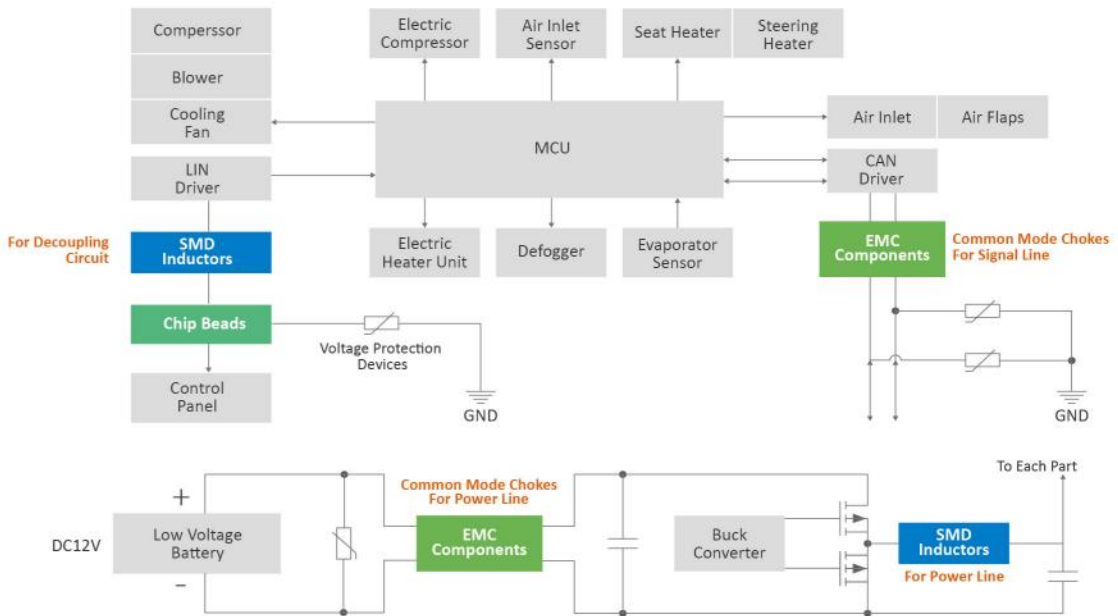 Comperssor
Blower
Cooling
Fan
LIN
Driver
Electric
Compressor
Air Inlet
Sensor
Seat Heater
Steering
Heater
MCU
Air Inlet
Air Flaps
CAN
Driver
Electric
Heater Unit
Defogger
Evaporator
Sensor
For Decoupling
Circuit
SMD
Inductors
EMC
Components
Common Mode Chokes
For Signal Line
Chip Beads
Voltage Protection
Devices
Control
Panel
GND
GND
DC12V
+
Low Voltage
Battery
−
Common Mode Chokes
For Power Line
EMC
Components
Buck
Converter
SMD
Inductors
For Power Line
To Each Part